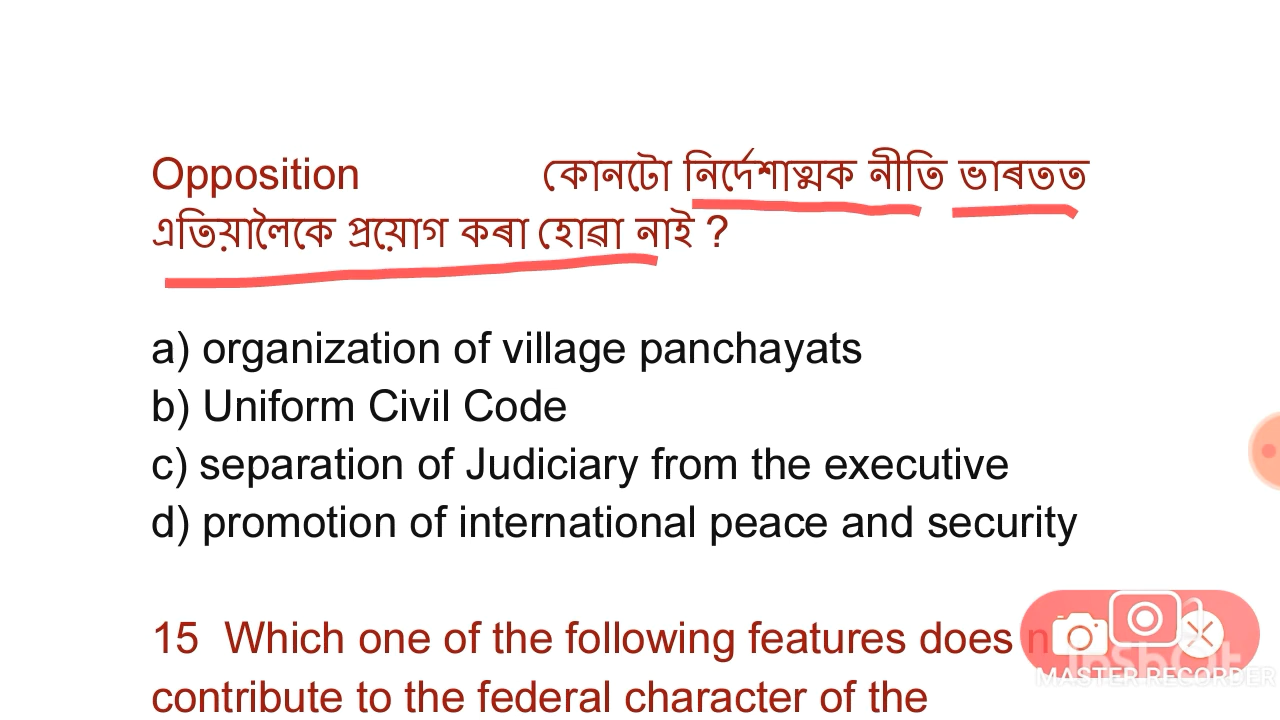 Opposition কোনটো নিৰ্দেশাত্মক নীতি ভাৰতত
এতিয়ালৈকে প্ৰয়োগ কৰা হোৱা নাই ?
a) organization of village panchayats
b) Uniform Civil Code
c) separation of Judiciary from the executive
d) promotion of international peace and security
15 Which one of the following features does
contribute to the federal character of the
MASTER RECORDER